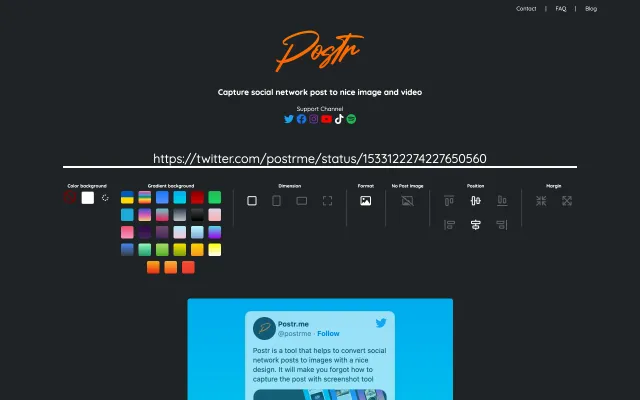 Contact | FAQ | Blog
Postr
Capture social network post to nice image and video
Support Channel
https://twitter.com/postrme/status/1533122274227650560
Color background Gradient background Dimension Format No Post Image Position Margin
Postr.me
@postrme · Follow
Postr is a tool that helps to convert social
network posts to images with a nice
design. It will make you forgot how to
capture the post with screenshot tool